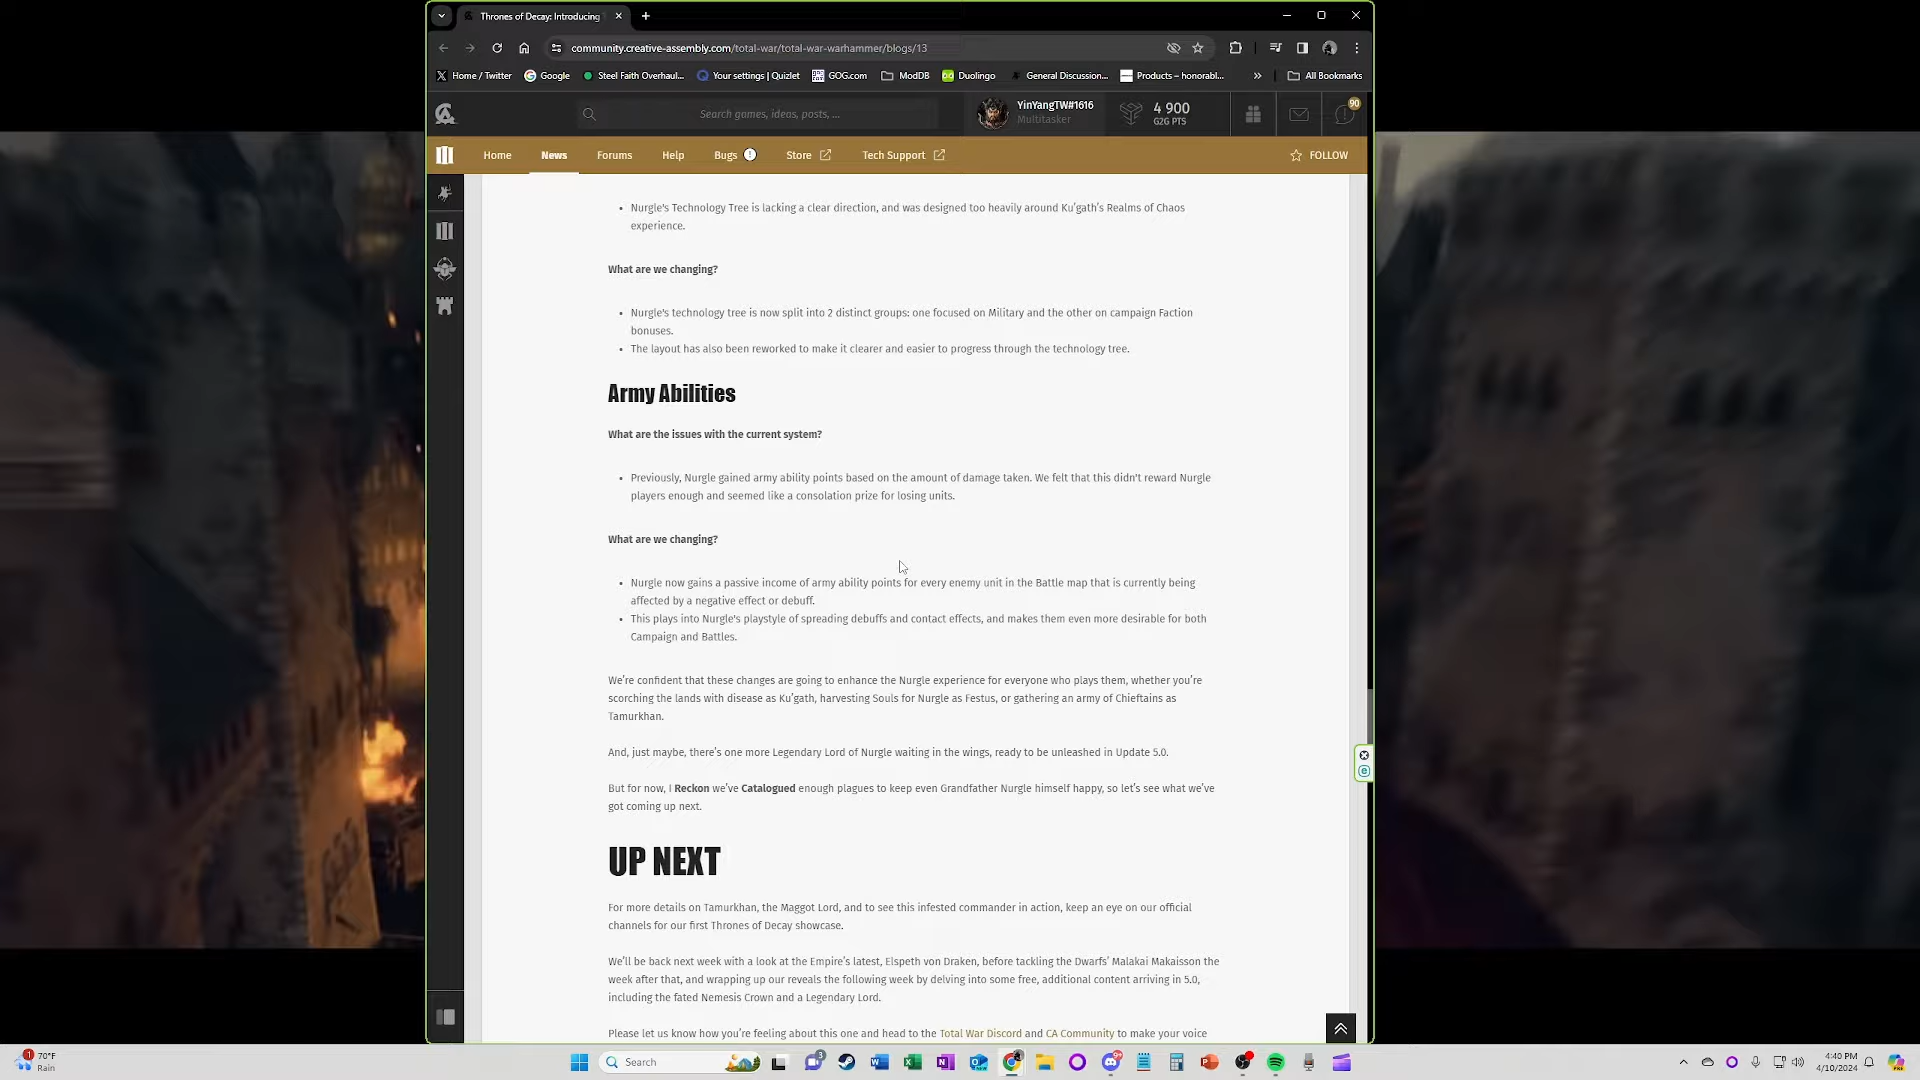 Thrones of Decay: Introducing
community.creative-assembly.com/total-war/total-war-warhammer/blogs/13
Home / Twitter
Google
Steel Faith Overhaul...
Your settings | Quizlet
GOG.com
ModDB
Duolingo
General Discussion...
Products – honorabl...
»
All Bookmarks
Search games, ideas, posts, ...
YinYangTW#1616
Multitasker
4 900
G2G PTS
90
Home
News
Forums
Help
Bugs
Store
Tech Support
FOLLOW
• Nurgle's Technology Tree is lacking a clear direction, and was designed too heavily around Ku'gath's Realms of Chaos
experience.
What are we changing?
• Nurgle's technology tree is now split into 2 distinct groups: one focused on Military and the other on campaign Faction
bonuses.
• The layout has also been reworked to make it clearer and easier to progress through the technology tree.
Army Abilities
What are the issues with the current system?
• Previously, Nurgle gained army ability points based on the amount of damage taken. We felt that this didn't reward Nurgle
players enough and seemed like a consolation prize for losing units.
What are we changing?
• Nurgle now gains a passive income of army ability points for every enemy unit in the Battle map that is currently being
affected by a negative effect or debuff.
• This plays into Nurgle's playstyle of spreading debuffs and contact effects, and makes them even more desirable for both
Campaign and Battles.
We're confident that these changes are going to enhance the Nurgle experience for everyone who plays them, whether you're
scorching the lands with disease as Ku'gath, harvesting Souls for Nurgle as Festus, or gathering an army of Chieftains as
Tamurkhan.
And, just maybe, there's one more Legendary Lord of Nurgle waiting in the wings, ready to be unleashed in Update 5.0.
But for now, I Reckon we've Catalogued enough plagues to keep even Grandfather Nurgle himself happy, so let's see what we've
got coming up next.
UP NEXT
For more details on Tamurkhan, the Maggot Lord, and to see this infested commander in action, keep an eye on our official
channels for our first Thrones of Decay showcase.
We'll be back next week with a look at the Empire's latest, Elspeth von Draken, before tackling the Dwarfs' Malakai Makaisson the
week after that, and wrapping up our reveals the following week by delving into some free, additional content arriving in 5.0,
including the fated Nemesis Crown and a Legendary Lord.
Please let us know how you're feeling about this one and head to the Total War Discord and CA Community to make your voice
70°F
Rain
Search
4:40 PM
4/10/2024